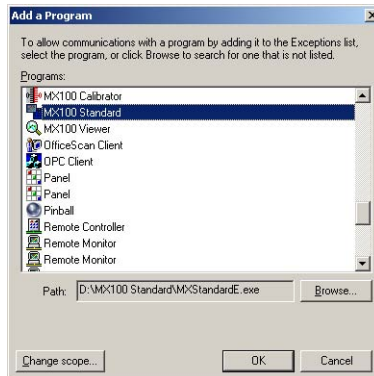 Add a Program
To allow communications with a program by adding it to the Exceptions list,
select the program, or click Browse to search for one that is not listed.
Programs:
MX100 Calibrator
MX100 Standard
MX100 Viewer
OfficeScan Client
OPC Client
Panel
Panel
Pinball
Remote Controller
Remote Monitor
Remote Monitor
Path: D:\MX100 Standard\MXStandardE.exe Browse...
Change scope... OK Cancel